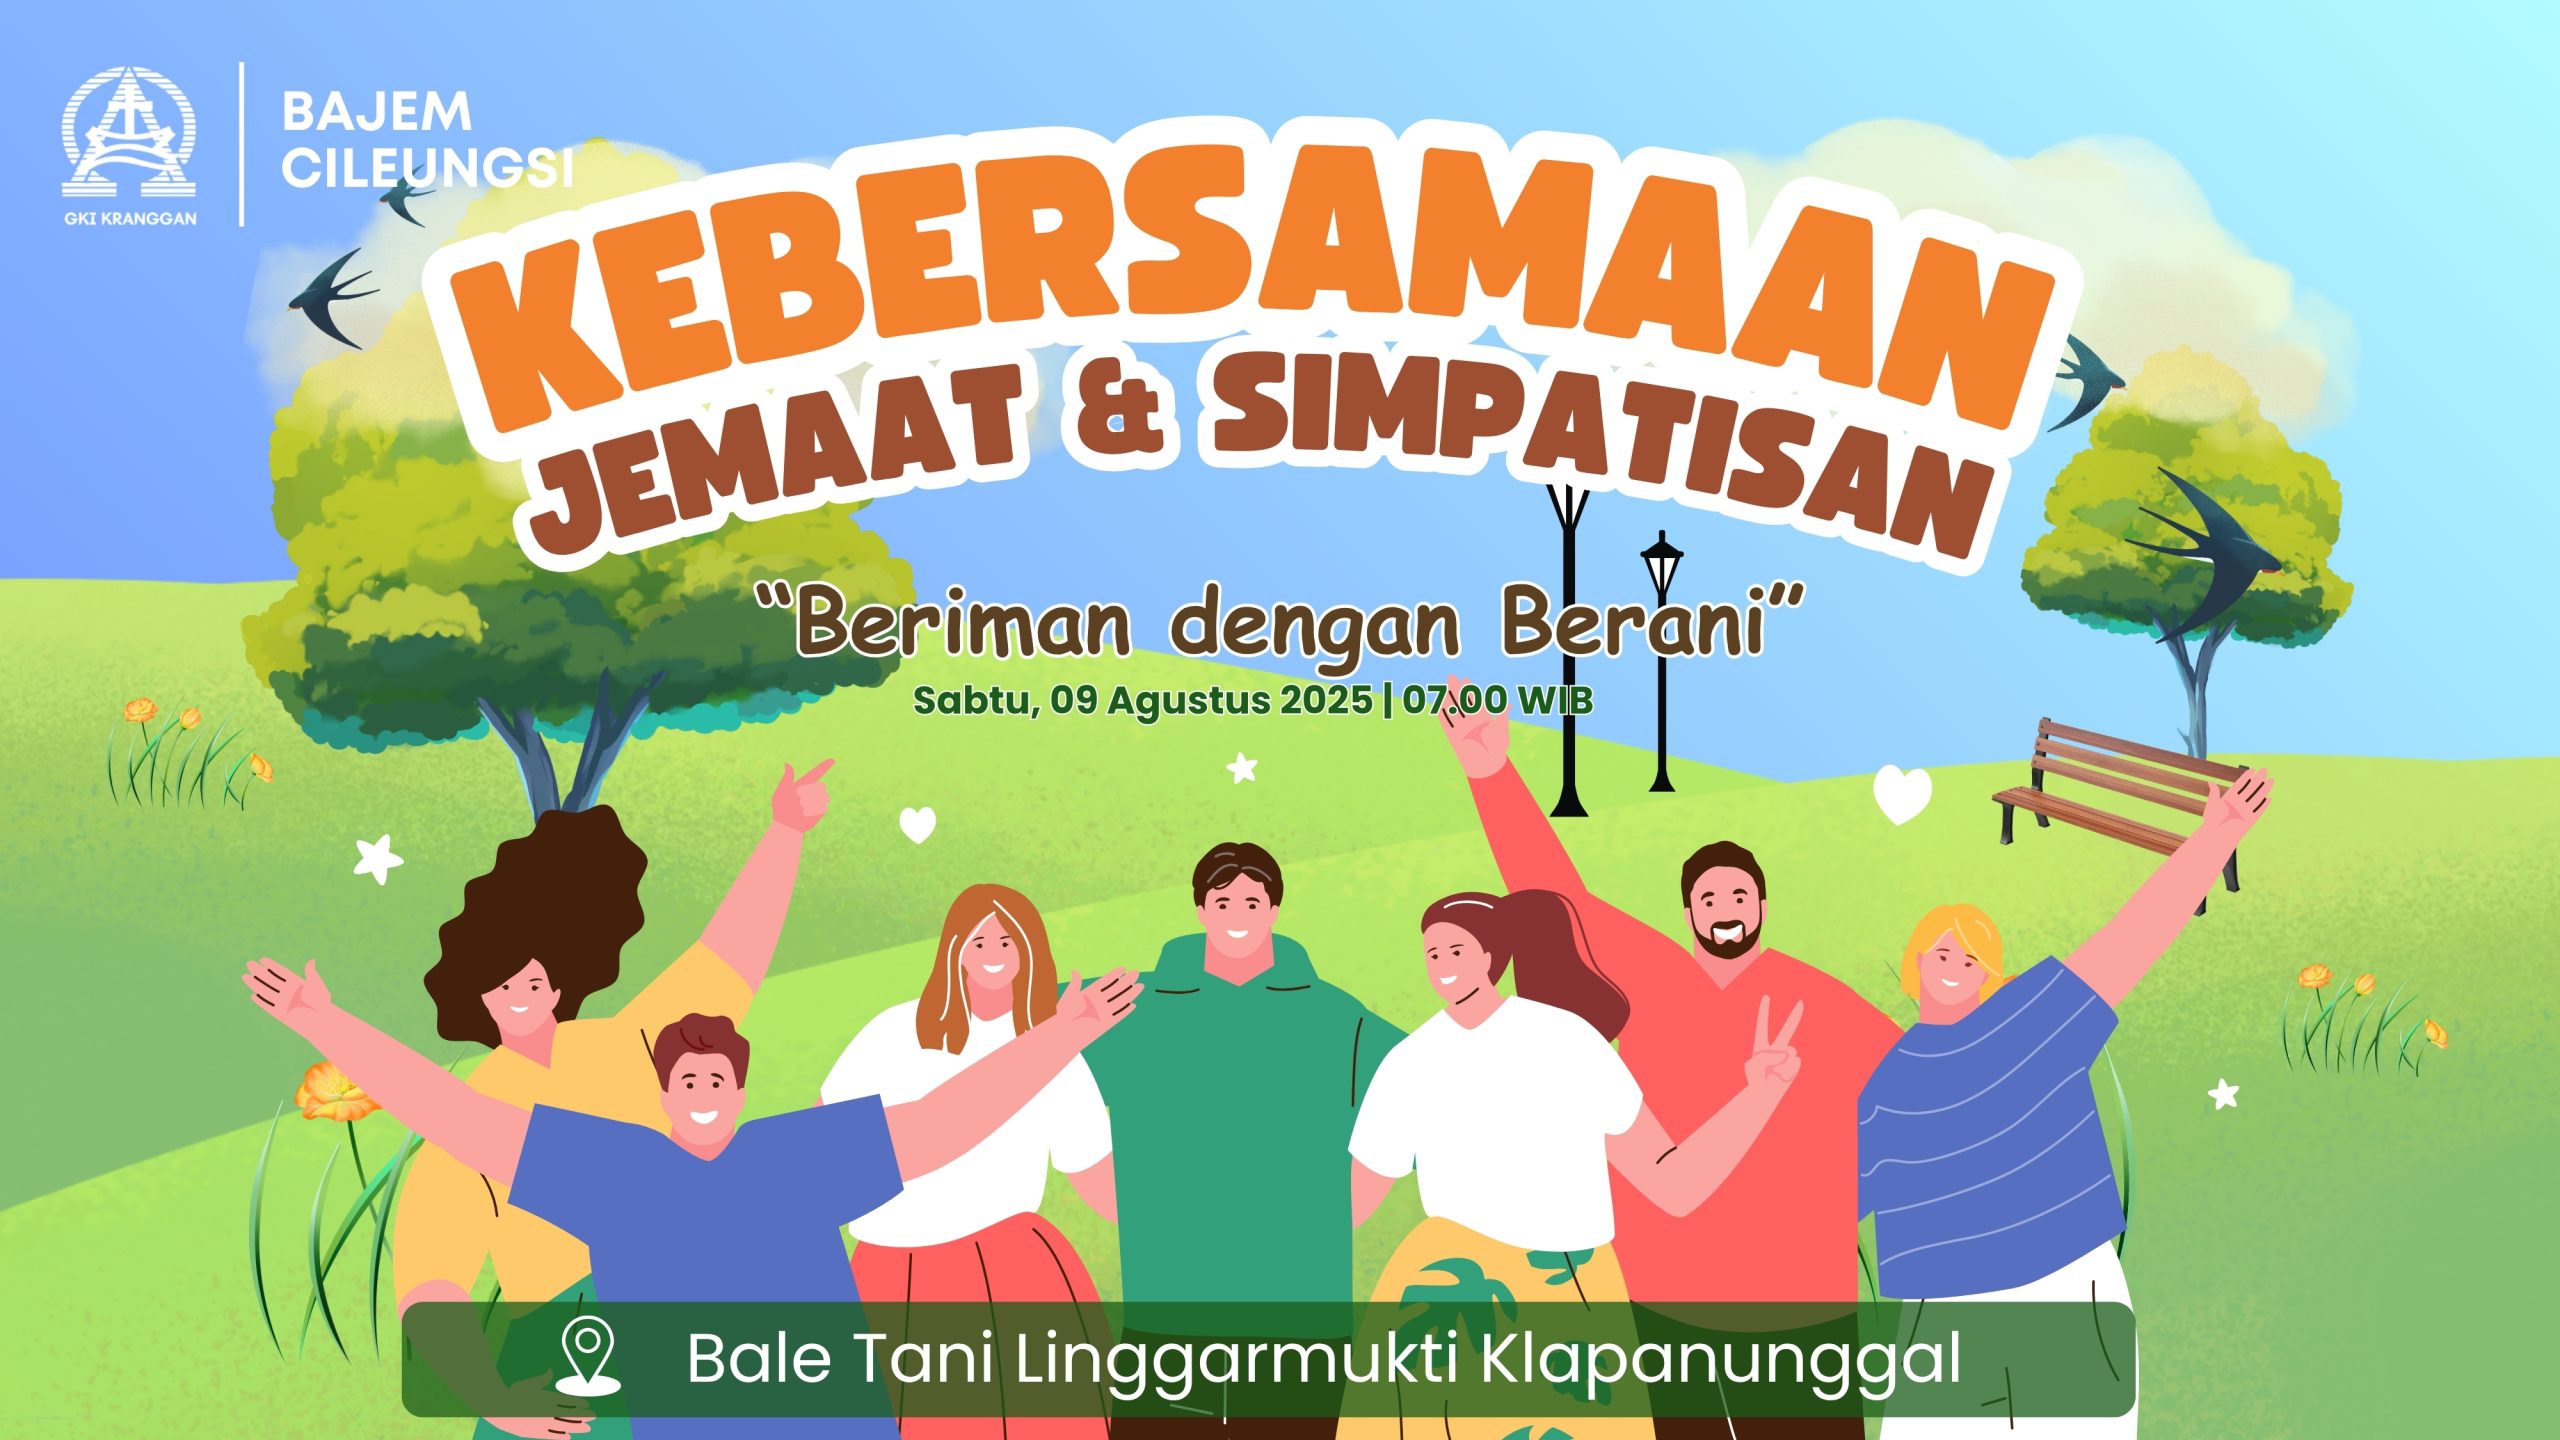 GKI KRANGGAN
BAJEM
CILEUNGSI
KEBERSAMAAN
JEMAAT & SIMPATISAN
“Beriman dengan Berani”
Sabtu, 09 Agustus 2025 | 07.00 WIB
Bale Tani Linggarmukti Klapanunggal